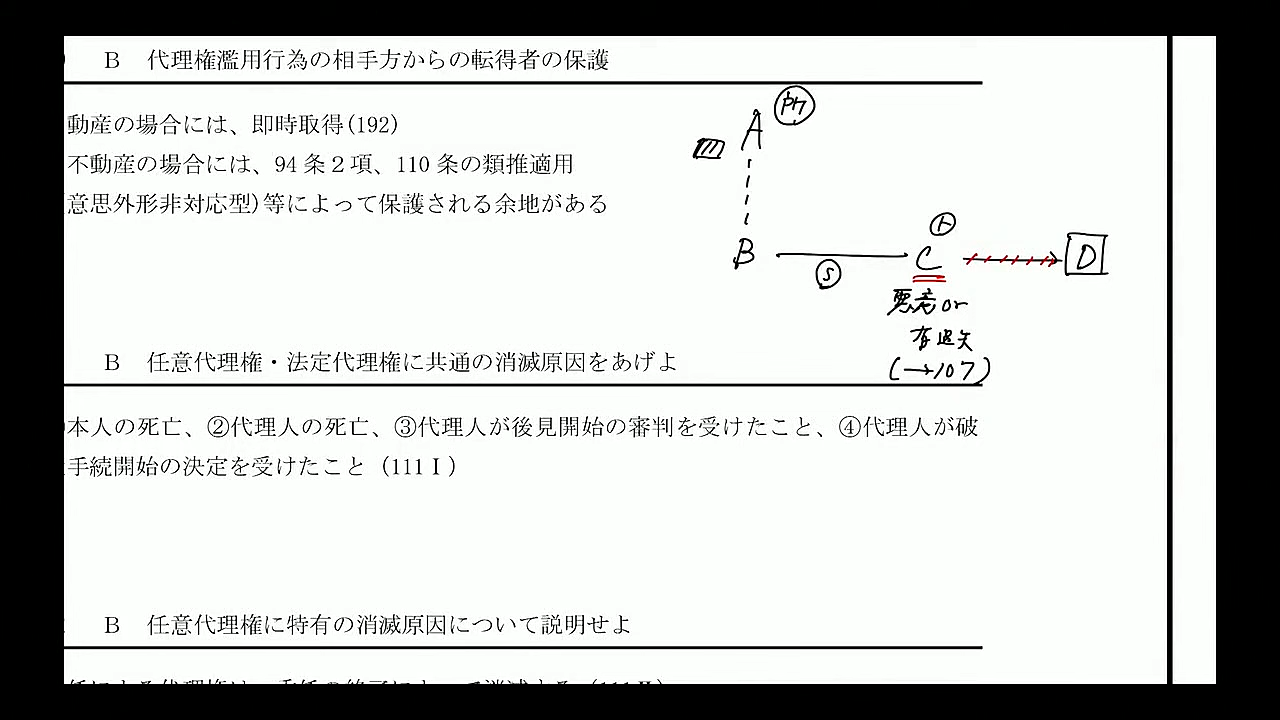 B 代理権濫用行為の相手方からの転得者の保護
動産の場合には、即時取得(192)
不動産の場合には、94 条２項、110 条の類推適用
意思外形非対応型)等によって保護される余地がある
A
B
S
C
D
悪意 or
有過失
(→107)
B 任意代理権・法定代理権に共通の消滅原因をあげよ
本人の死亡、②代理人の死亡、③代理人が後見開始の審判を受けたこと、④代理人が破
手続開始の決定を受けたこと（111Ⅰ）
B 任意代理権に特有の消滅原因について説明せよ